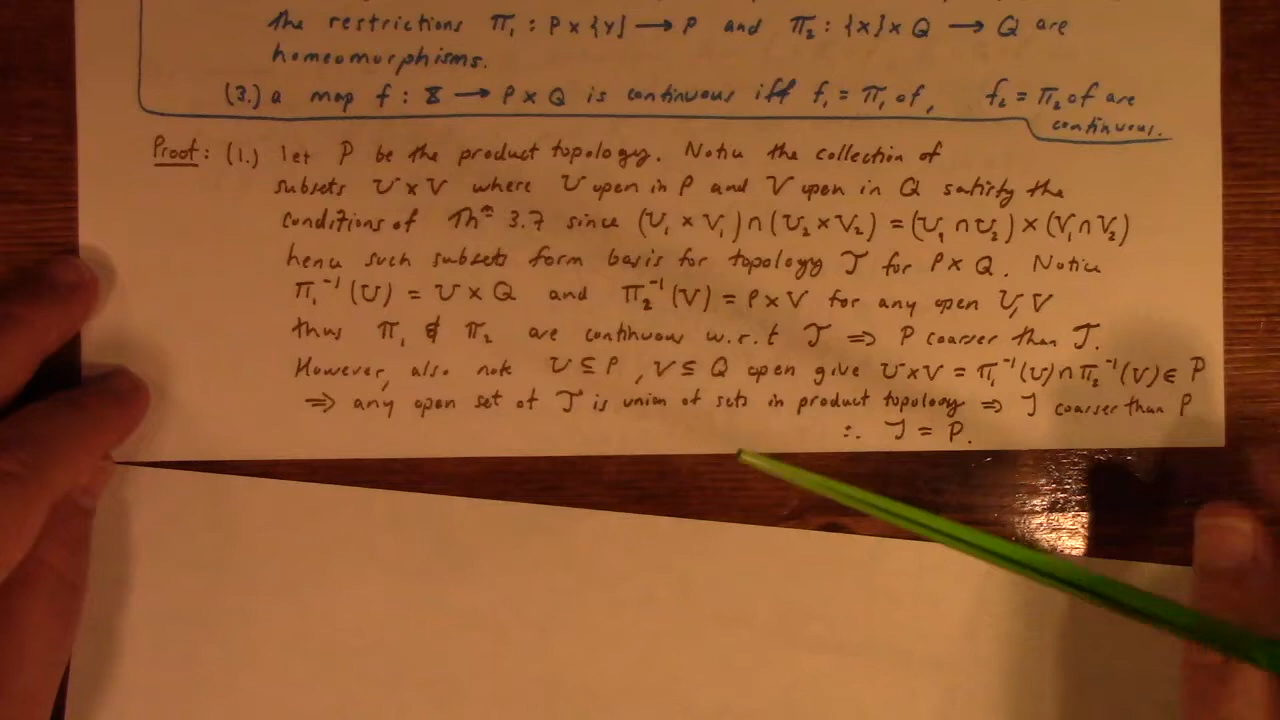 the restrictions π₁ : P × {y} → P and π₂ : {x} × Q → Q are
homeomorphisms.
(3.) a map f : X → P × Q is continuous iff f₁ = π₁∘f, f₂ = π₂∘f are
continuous.
Proof: (1.) let P be the product topology. Notice the collection of
subsets U × V where U open in P and V open in Q satisfy the
conditions of Thᵐ 3.7 since (U₁ × V₁) ∩ (U₂ × V₂) = (U₁ ∩ U₂) × (V₁ ∩ V₂)
hence such subsets form basis for topology T for P × Q. Notice
π₁⁻¹(U) = U × Q and π₂⁻¹(V) = P × V for any open U, V
thus π₁ & π₂ are continuous w.r.t T ⇒ P coarser than T.
However, also note U ⊆ P, V ⊆ Q open give U × V = π₁⁻¹(U) ∩ π₂⁻¹(V) ∈ P
⇒ any open set of T is union of sets in product topology ⇒ T coarser than P
∴ T = P.